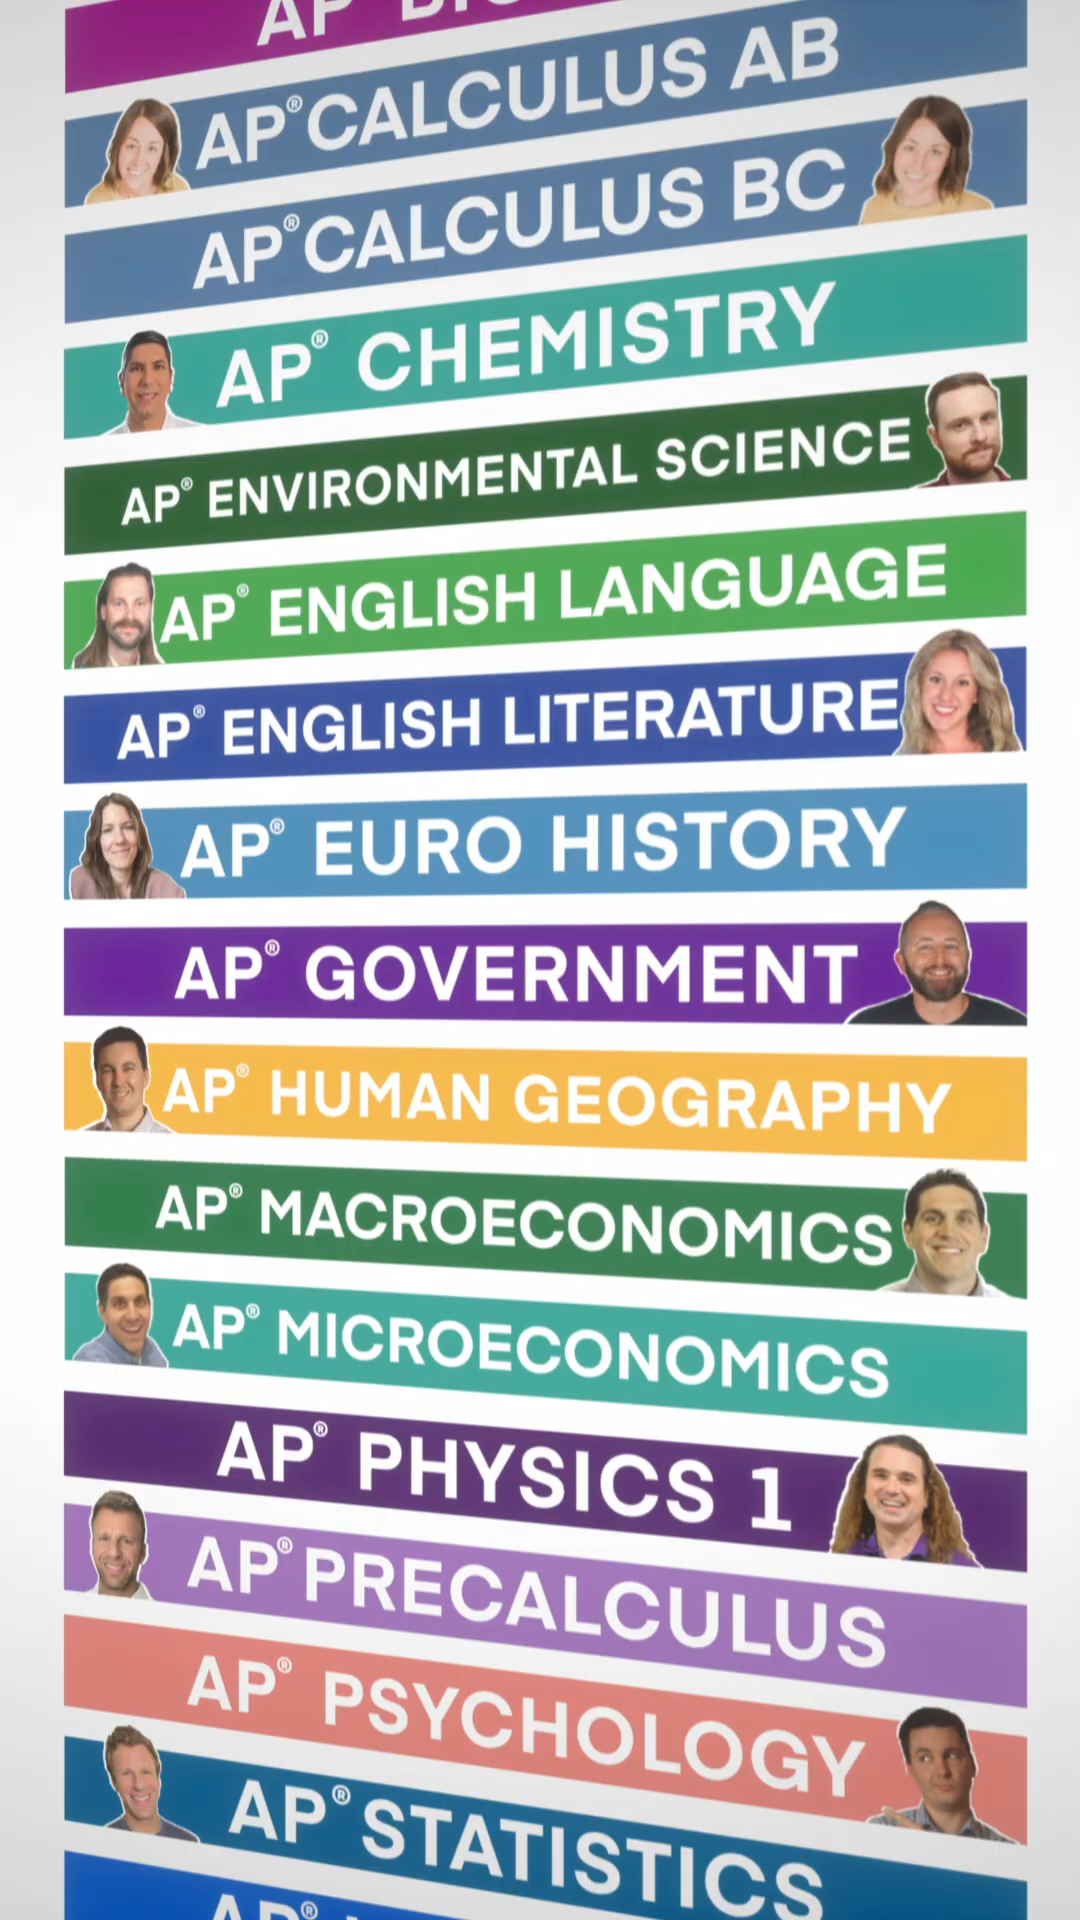 AP
AP® CALCULUS AB
AP® CALCULUS BC
AP® CHEMISTRY
AP® ENVIRONMENTAL SCIENCE
AP® ENGLISH LANGUAGE
AP® ENGLISH LITERATURE
AP® EURO HISTORY
AP® GOVERNMENT
AP® HUMAN GEOGRAPHY
AP® MACROECONOMICS
AP® MICROECONOMICS
AP® PHYSICS 1
AP® PRECALCULUS
AP® PSYCHOLOGY
AP® STATISTICS
AP®